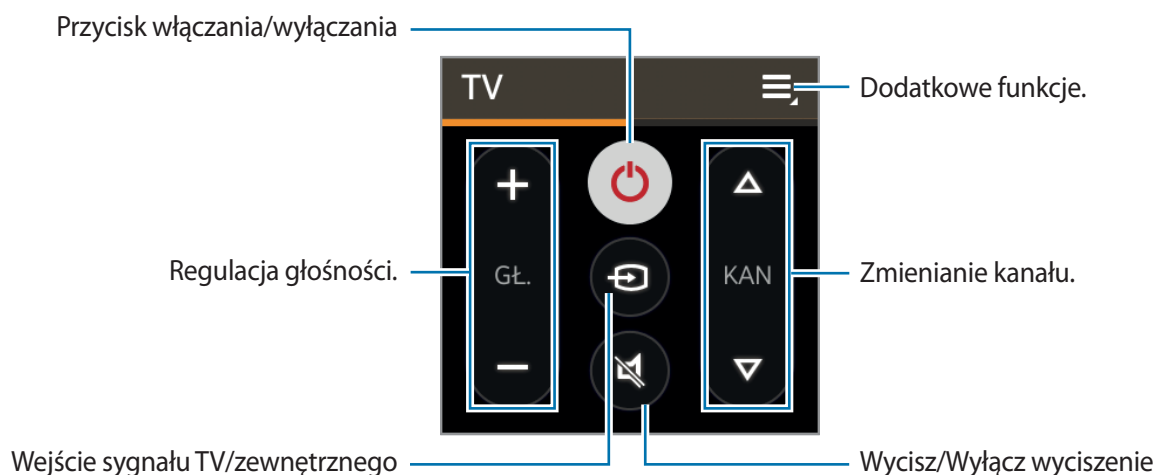 Przycisk włączania/wyłączania
TV
Dodatkowe funkcje.
Regulacja głośności.
GŁ.
KAN
Zmienianie kanału.
Wejście sygnału TV/zewnętrznego
Wycisz/Wyłącz wyciszenie